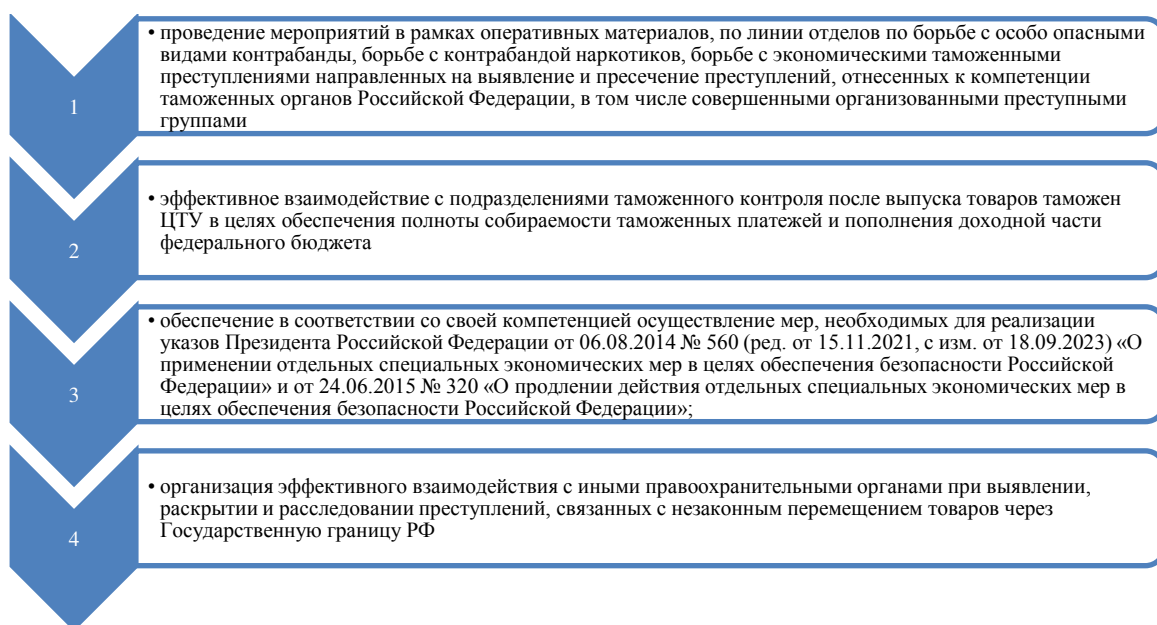 1
• проведение мероприятий в рамках оперативных материалов, по линии отделов по борьбе с особо опасными
видами контрабанды, борьбе с контрабандой наркотиков, борьбе с экономическими таможенными
преступлениями направленных на выявление и пресечение преступлений, отнесенных к компетенции
таможенных органов Российской Федерации, в том числе совершенными организованными преступными
группами
2
• эффективное взаимодействие с подразделениями таможенного контроля после выпуска товаров таможен
ЦТУ в целях обеспечения полноты собираемости таможенных платежей и пополнения доходной части
федерального бюджета
3
• обеспечение в соответствии со своей компетенцией осуществление мер, необходимых для реализации
указов Президента Российской Федерации от 06.08.2014 № 560 (ред. от 15.11.2021, с изм. от 18.09.2023) «О
применении отдельных специальных экономических мер в целях обеспечения безопасности Российской
Федерации» и от 24.06.2015 № 320 «О продлении действия отдельных специальных экономических мер в
целях обеспечения безопасности Российской Федерации»;
4
• организация эффективного взаимодействия с иными правоохранительными органами при выявлении,
раскрытии и расследовании преступлений, связанных с незаконным перемещением товаров через
Государственную границу РФ